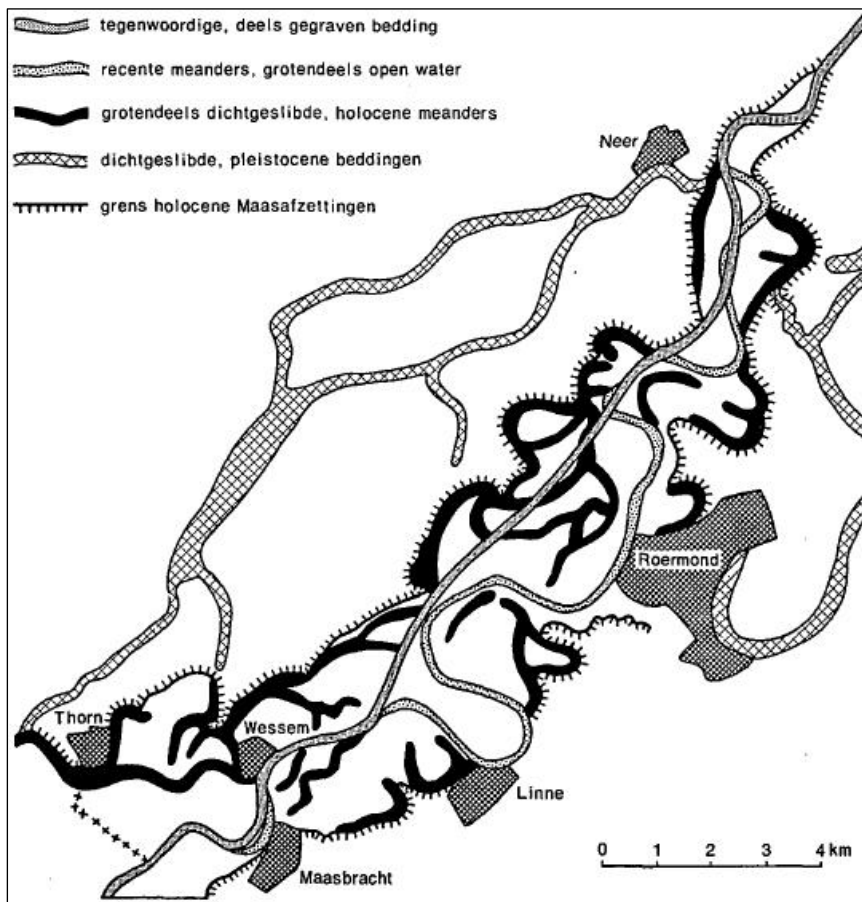 tegenwoordige, deels gegraven bedding
recente meanders, grotendeels open water
grotendeels dichtgeslibde, holocene meanders
dichtgeslibde, pleistocene beddingen
grens holocene Maasafzettingen
Neer
Roermond
Thorn
Wessem
Linne
Maasbracht
0 1 2 3 4 km